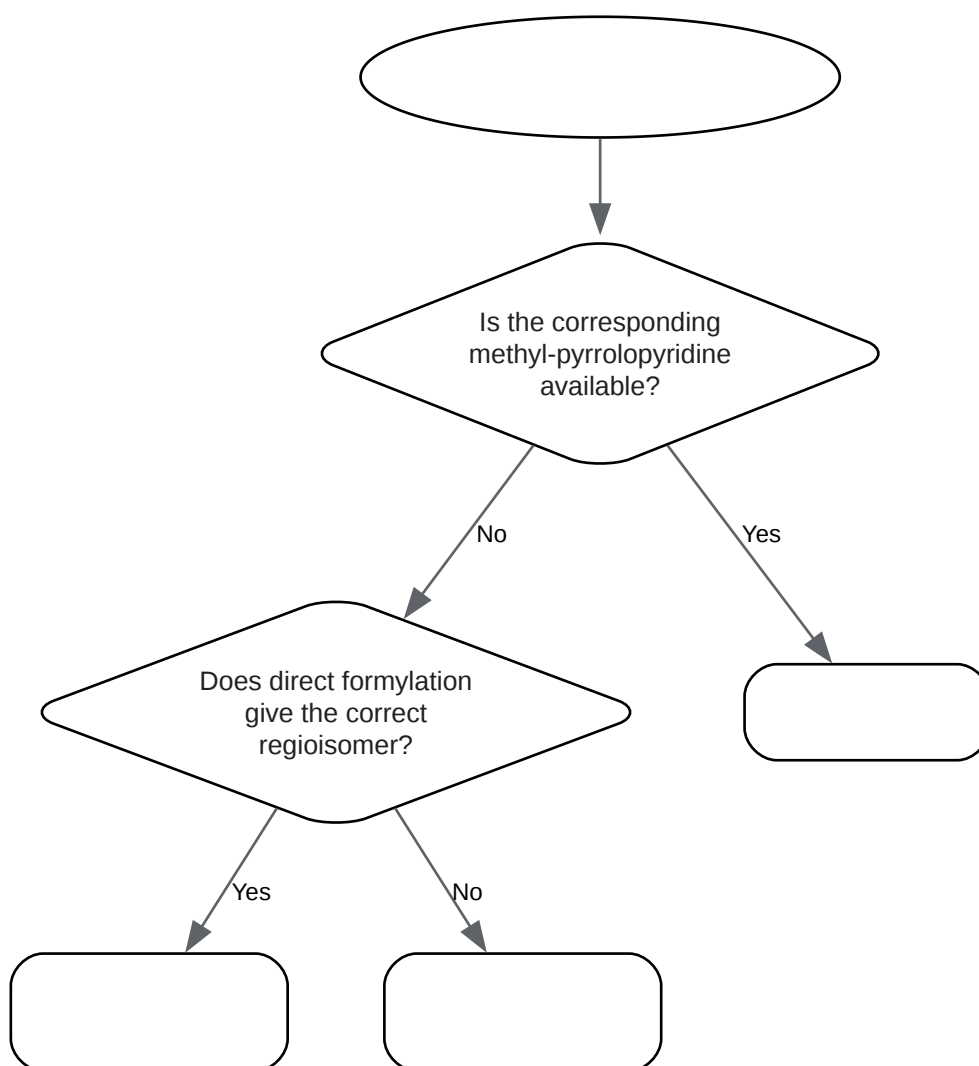 Is the corresponding
methyl-pyrrolopyridine
available?
No
Yes
Does direct formylation
give the correct
regioisomer?
Yes
No